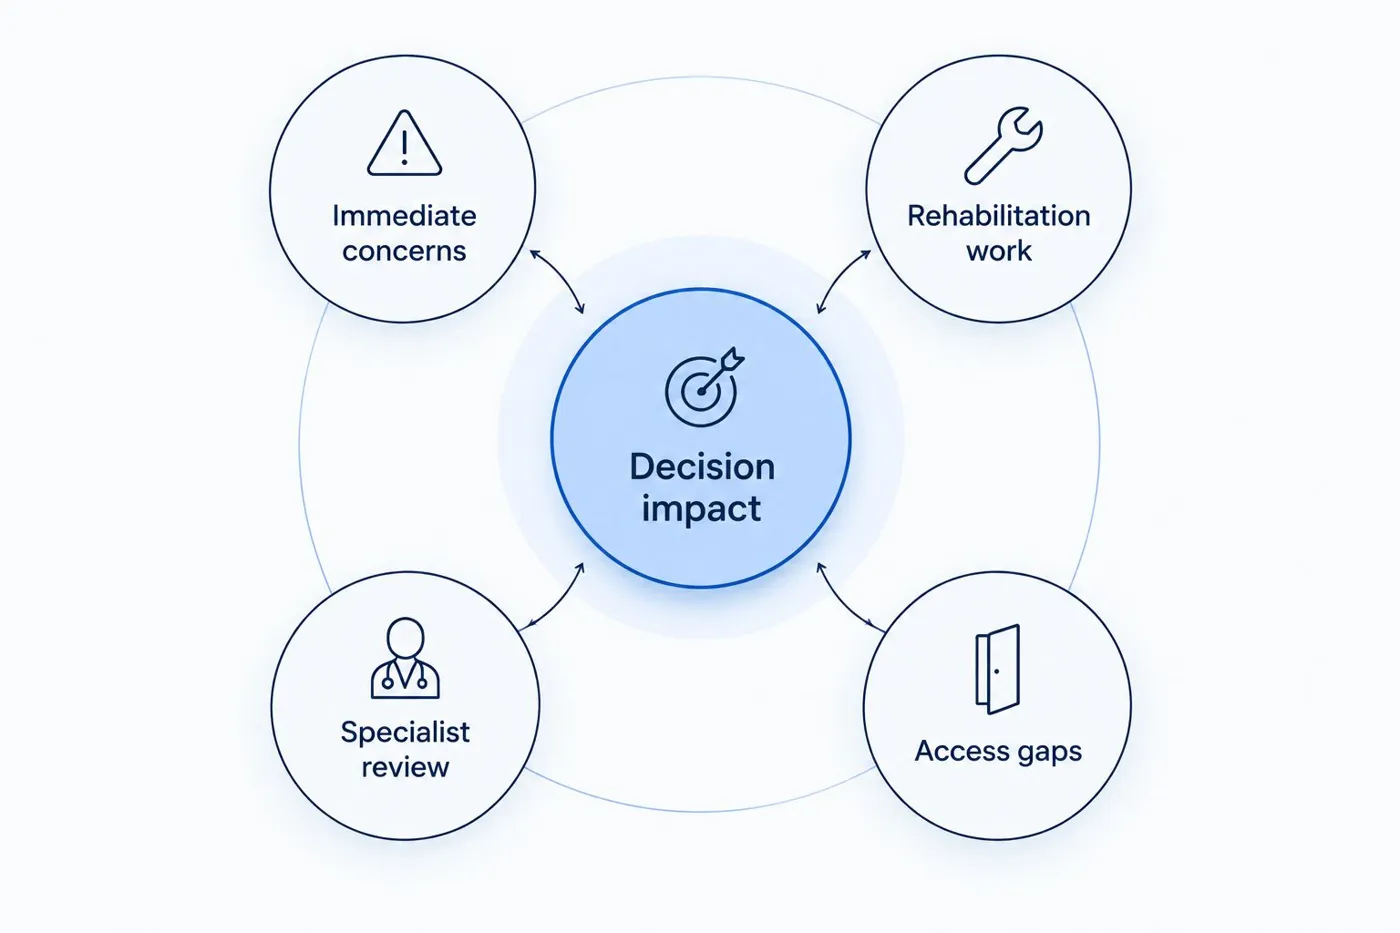 Immediate
concerns
Rehabilitation
work
Decision
impact
Specialist
review
Access gaps